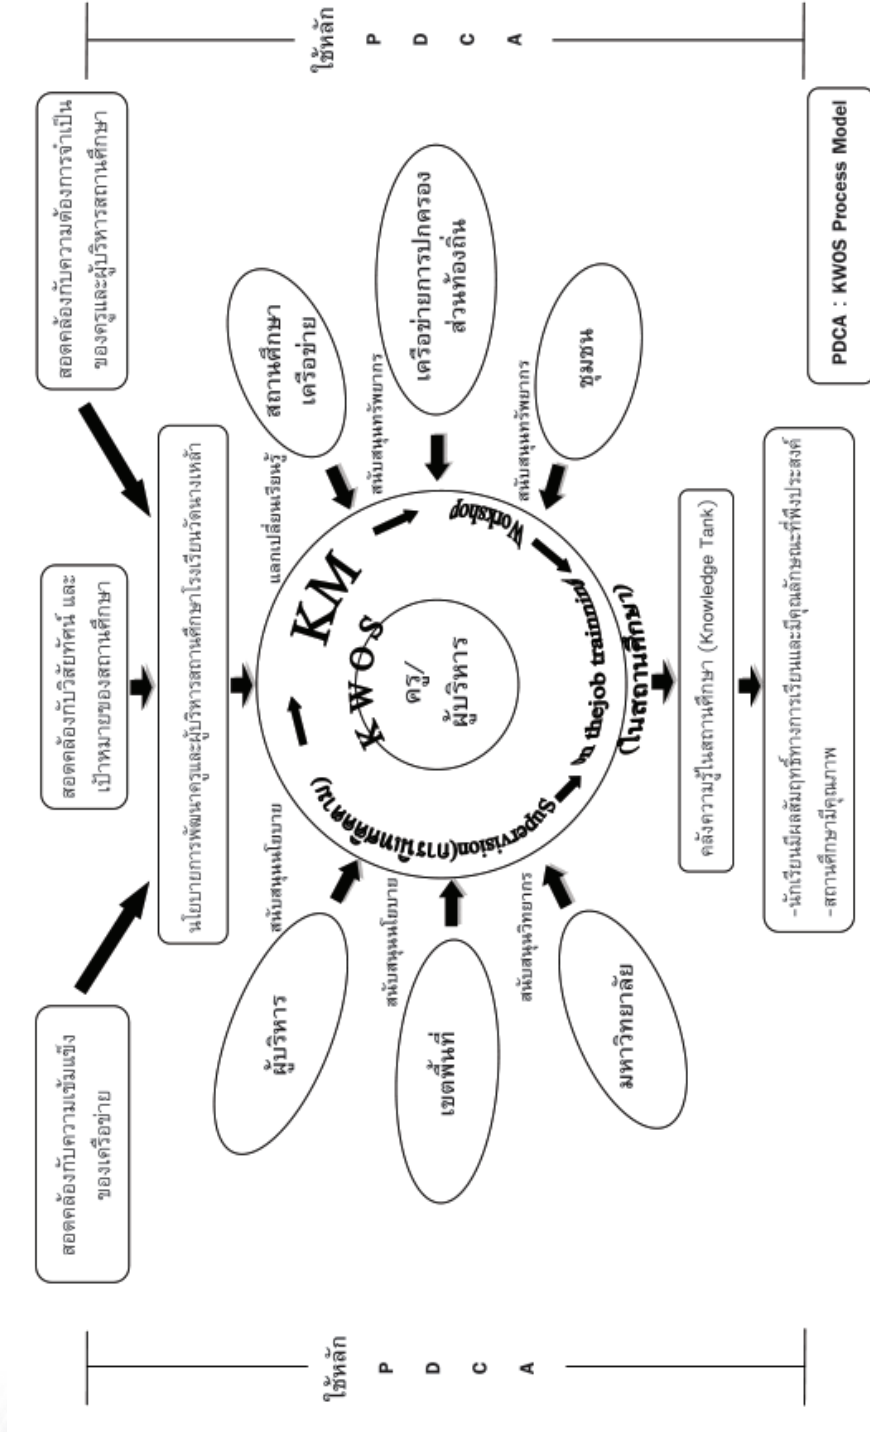 สอดคล้องกับความเข้มแข็ง
ของเครือข่าย
สอดคล้องกับวิสัยทัศน์ และ
เป้าหมายของสถานศึกษา
สอดคล้องกับความต้องการจำเป็น
ของครูและผู้บริหารสถานศึกษา
นโยบายการพัฒนาครูและผู้บริหารสถานศึกษาโรงเรียนวัดนางเหล้า
ใช้หลัก
P
D
C
A
ผู้บริหาร
สนับสนุนนโยบาย
เขตพื้นที่
สนับสนุนนโยบาย
มหาวิทยาลัย
สนับสนุนวิทยากร
KM
Workshop
thejob trainning
(ในสถานศึกษา)
Supervision(การนิเทศติดตาม)
K W O S
ครู/
ผู้บริหาร
สถานศึกษา
เครือข่าย
แลกเปลี่ยนเรียนรู้
เครือข่ายการปกครอง
ส่วนท้องถิ่น
สนับสนุนทรัพยากร
ชุมชน
สนับสนุนทรัพยากร
ใช้หลัก
P
D
C
A
คลังความรู้ในสถานศึกษา (Knowledge Tank)
-นักเรียนมีผลสัมฤทธิ์ทางการเรียนและมีคุณลักษณะที่พึงประสงค์
-สถานศึกษามีคุณภาพ
PDCA : KWOS Process Model